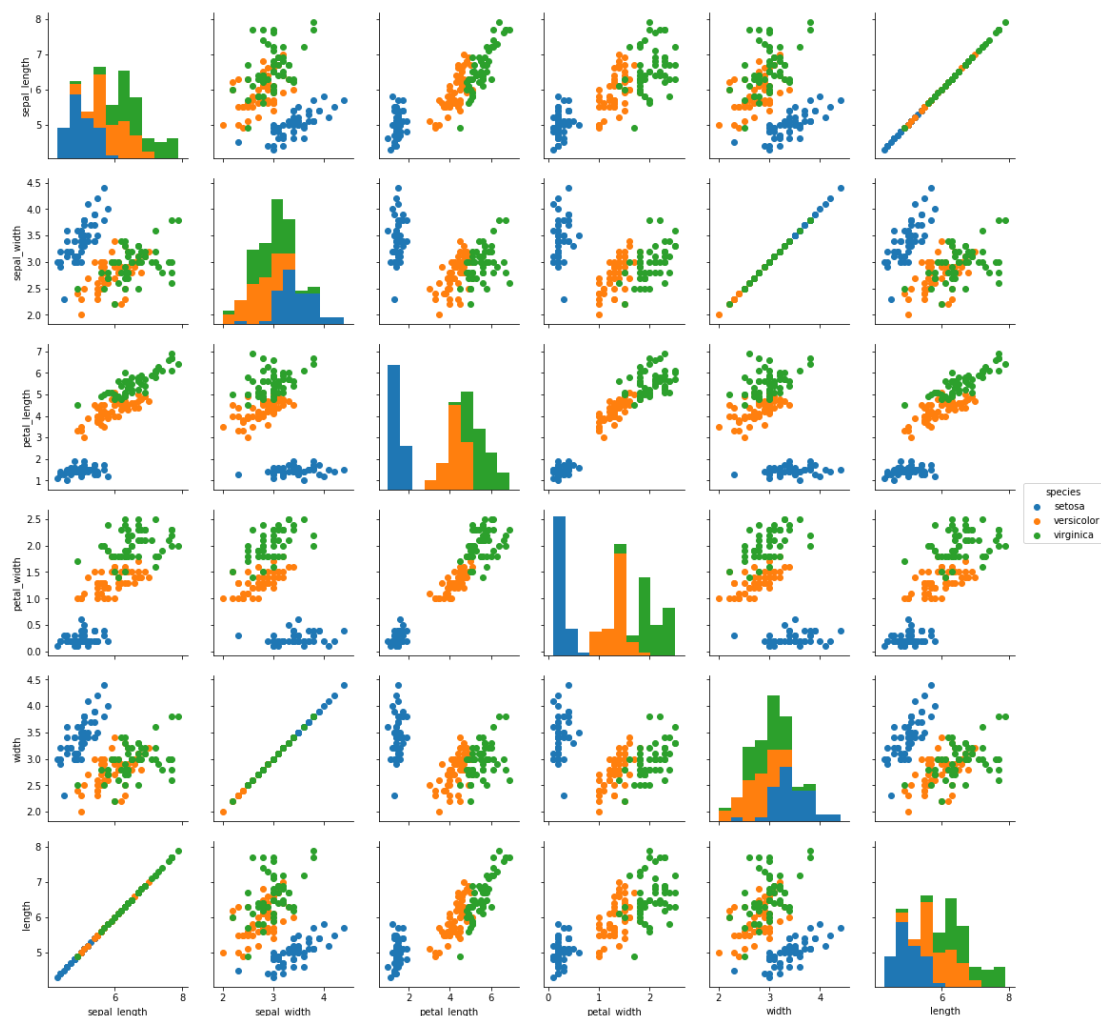 sepal_length
8
7
6
5
sepal_width
4.5
4.0
3.5
3.0
2.5
2.0
petal_length
7
6
5
4
3
2
1
petal_width
2.5
2.0
1.5
1.0
0.5
0.0
width
4.5
4.0
3.5
3.0
2.5
2.0
length
8
7
6
5
6 8
2 3 4
2 4 6
0 1 2
2 3 4
6 8
sepal_length sepal_width petal_length petal_width width length
species
setosa
versicolor
virginica